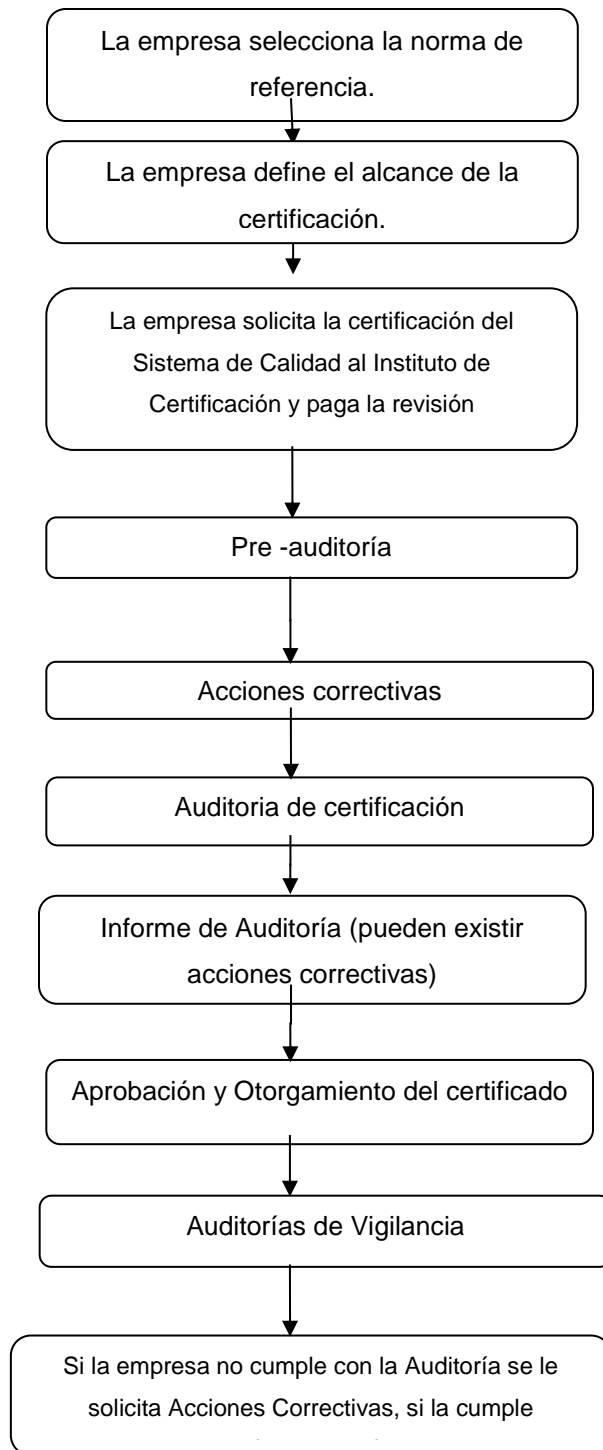 La empresa selecciona la norma de
referencia.
La empresa define el alcance de la
certificación.
La empresa solicita la certificación del
Sistema de Calidad al Instituto de
Certificación y paga la revisión
Pre -auditoría
Acciones correctivas
Auditoria de certificación
Informe de Auditoría (pueden existir
acciones correctivas)
Aprobación y Otorgamiento del certificado
Auditorías de Vigilancia
Si la empresa no cumple con la Auditoría se le
solicita Acciones Correctivas, si la cumple